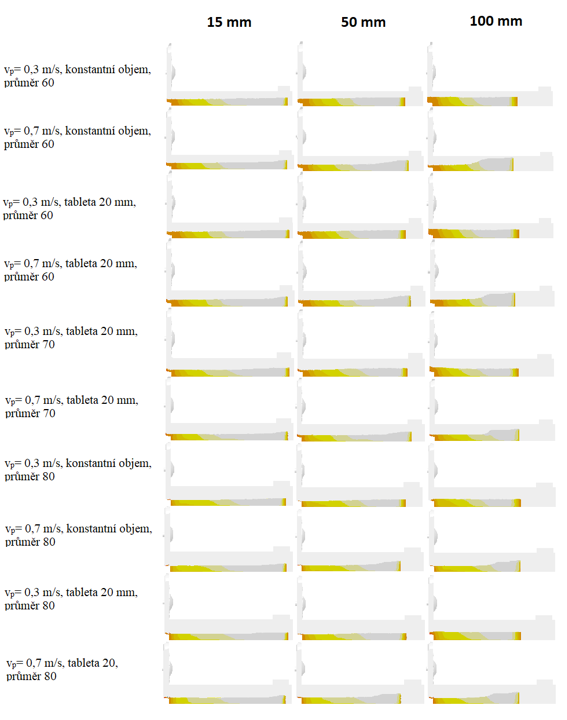 15 mm 50 mm 100 mm
vp= 0,3 m/s, konstantní objem,
průměr 60
vp= 0,7 m/s, konstantní objem,
průměr 60
vp= 0,3 m/s, tableta 20 mm,
průměr 60
vp= 0,7 m/s, tableta 20 mm,
průměr 60
vp= 0,3 m/s, tableta 20 mm,
průměr 70
vp= 0,7 m/s, tableta 20 mm,
průměr 70
vp= 0,3 m/s, konstantní objem,
průměr 80
vp= 0,7 m/s, konstantní objem,
průměr 80
vp= 0,3 m/s, tableta 20 mm,
průměr 80
vp= 0,7 m/s, tableta 20,
průměr 80